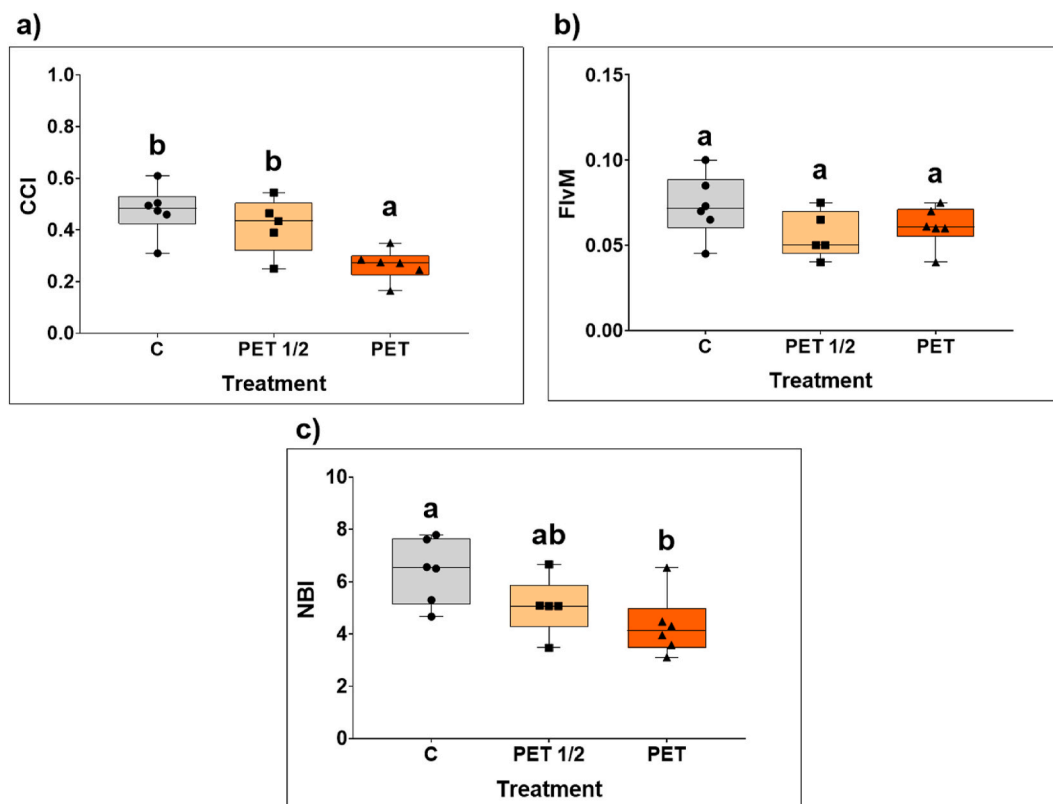 a)
1.0
0.8
0.6
0.4
0.2
0.0
CCI
b
b
a
C
PET 1/2
PET
Treatment
b)
0.15
0.10
0.05
0.00
FlvM
a
a
a
C
PET 1/2
PET
Treatment
c)
10
8
6
4
2
0
NBI
a
ab
b
C
PET 1/2
PET
Treatment